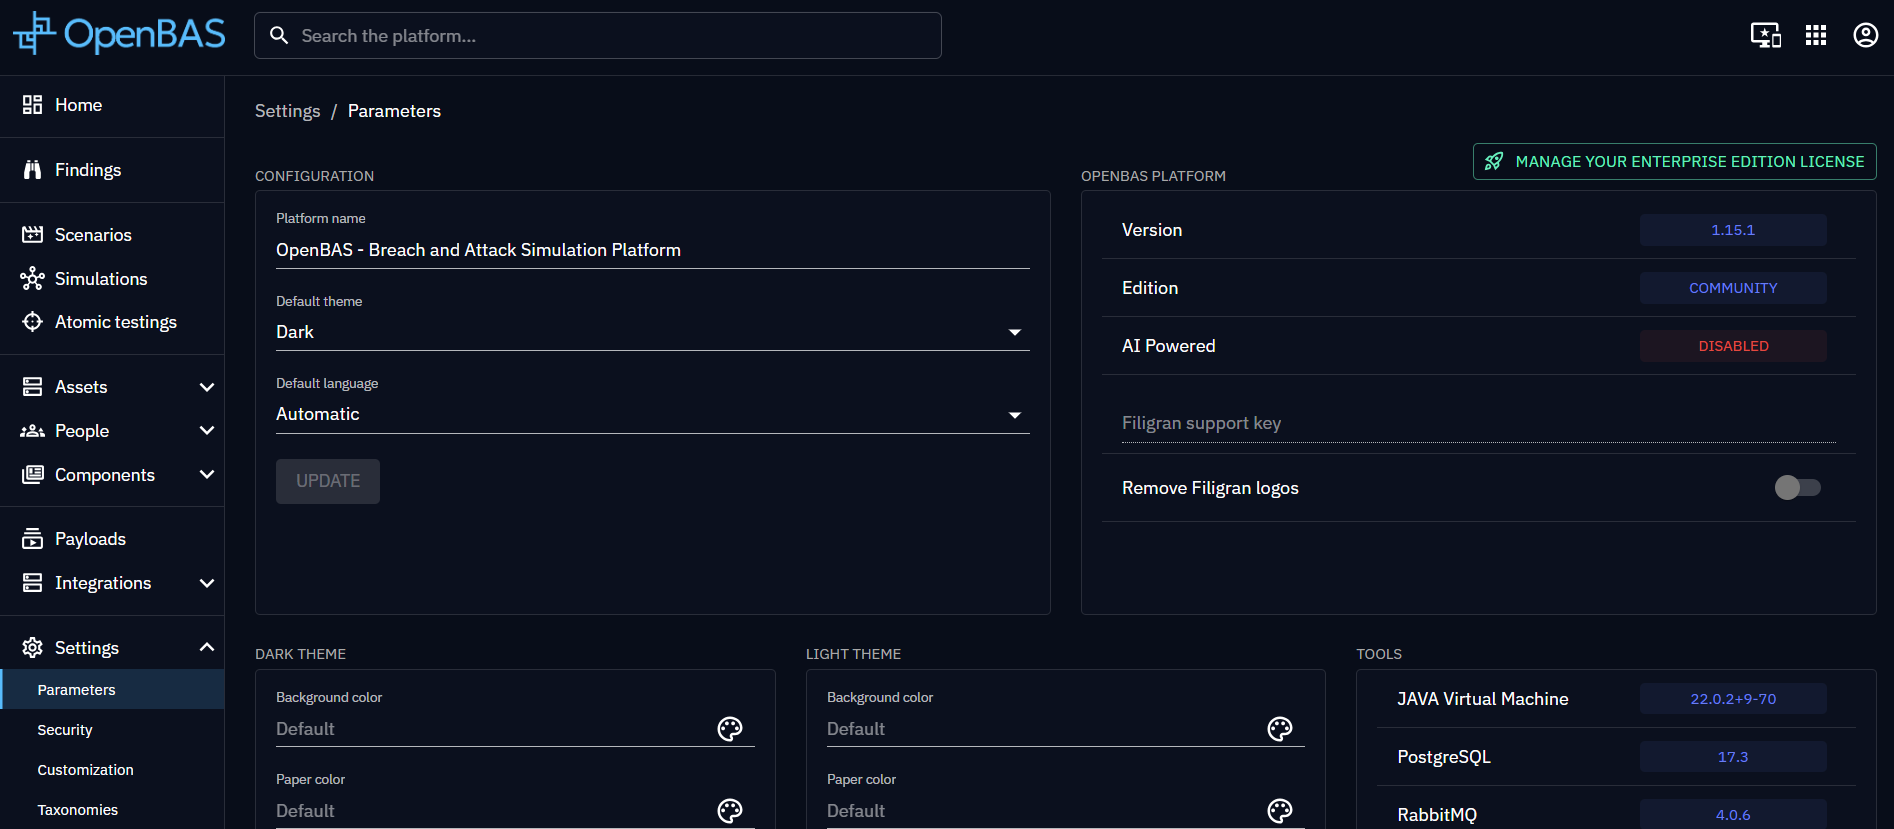 OpenBAS
Search the platform...
Home
Findings
Scenarios
Simulations
Atomic testings
Assets
People
Components
Payloads
Integrations
Settings
Parameters
Security
Customization
Taxonomies
Settings / Parameters
CONFIGURATION
Platform name
OpenBAS - Breach and Attack Simulation Platform
Default theme
Dark
Default language
Automatic
UPDATE
OPENBAS PLATFORM
MANAGE YOUR ENTERPRISE EDITION LICENSE
Version 1.15.1
Edition COMMUNITY
AI Powered DISABLED
Filigran support key
Remove Filigran logos
DARK THEME
Background color
Default
Paper color
Default
LIGHT THEME
Background color
Default
Paper color
Default
TOOLS
JAVA Virtual Machine 22.0.2+9-70
PostgreSQL 17.3
RabbitMQ 4.0.6